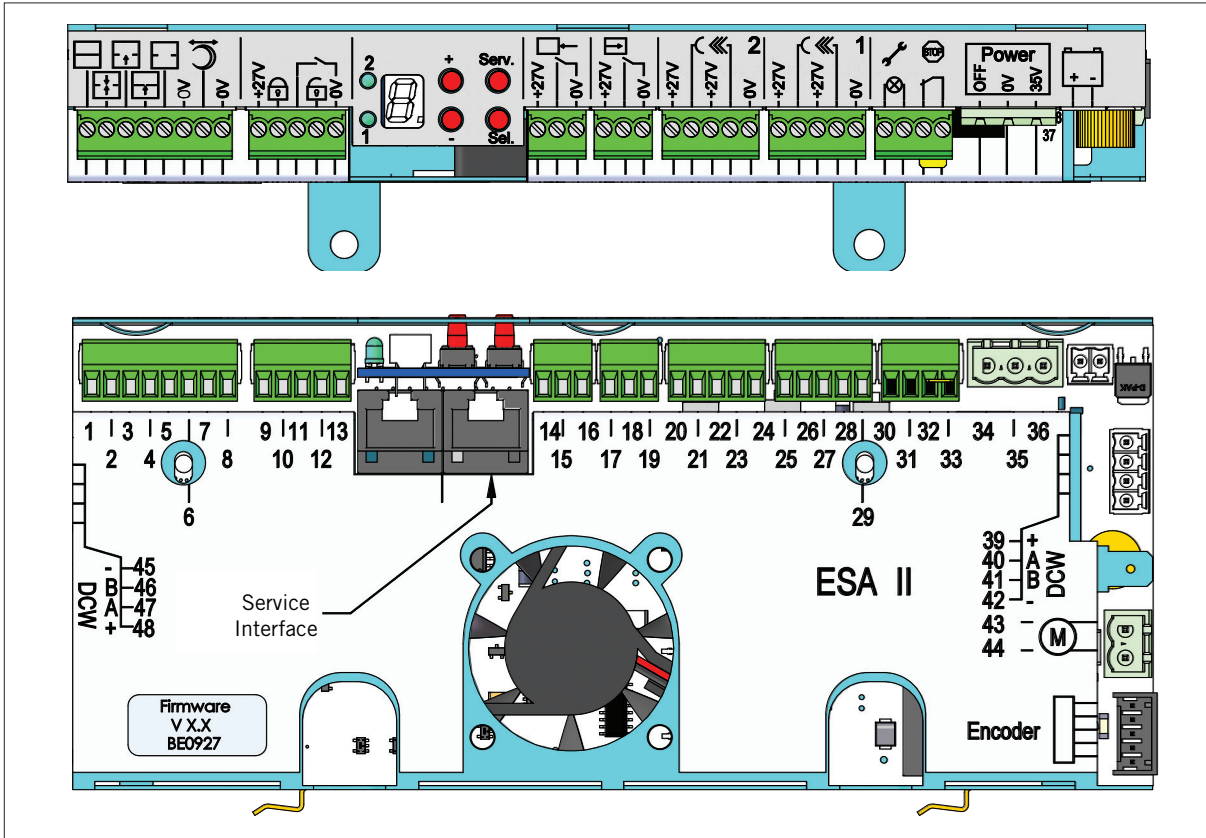 0V 0V +27V 0V
2 + Serv.
1 - Sel.
+27V 0V +27V 0V +27V +27V 0V 2 +27V +27V 0V 1
STOP
Power
OFF 0V 35V
+ -
37
1 3 5 7 9 11 13 14 16 18 20 22 24 26 28 30 32 34 36
2 4 8 10 12 15 17 19 21 23 25 27 31 33 35
6 29
D-PAK
- 45
B 46
A 47
+ 48
DCW
Service
Interface
ESA II
39 +
40 A
41 B
42 -
DCW
43
44
M
Encoder
Firmware
V X.X
BE0927